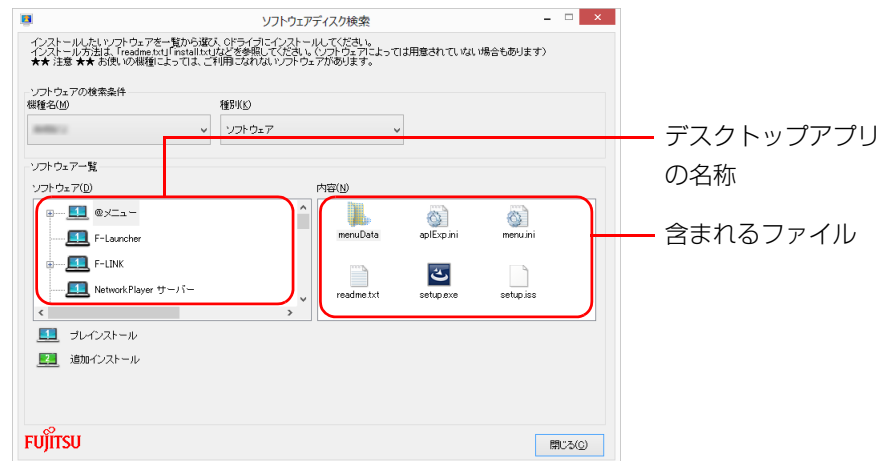 ソフトウェアディスク検索
インストールしたいソフトウェアを一覧から選び、Cドライブにインストールしてください。
インストール方法は、「readme.txt」「install.txt」などを参照してください。（ソフトウェアによっては用意されていない場合もあります）
★★ 注意 ★★ お使いの機種によっては、ご利用になれないソフトウェアがあります。
ソフトウェアの検索条件
機種名(M)
種別(K)
ソフトウェア
デスクトップアプリ
の名称
ソフトウェア一覧
ソフトウェア(D)
内容(N)
@メニュー
F-Launcher
F-LINK
NetworkPlayer サーバー
menuData
aplExp.ini
menu.ini
readme.txt
setup.exe
setup.iss
含まれるファイル
1 プレインストール
2 追加インストール
FUJITSU
閉じる(C)